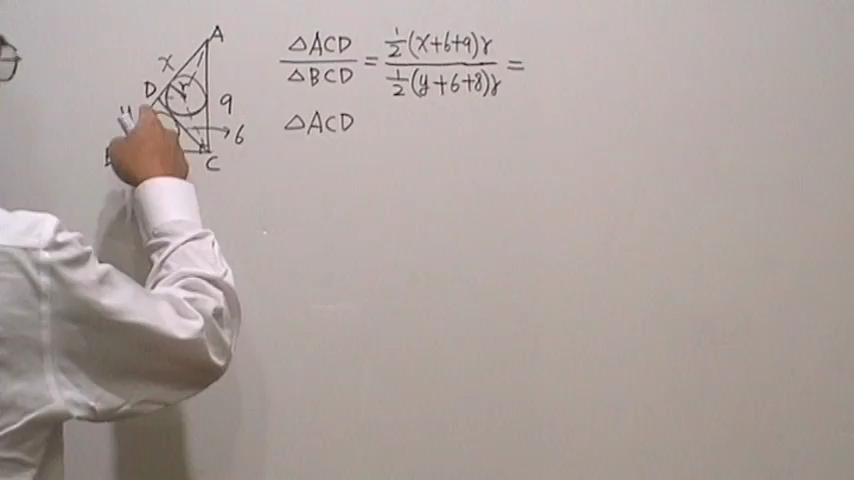 A
x
△ACD / △BCD = ½(x+6+9)r / ½(y+6+8)r =
D
r
9
△ACD
6
C